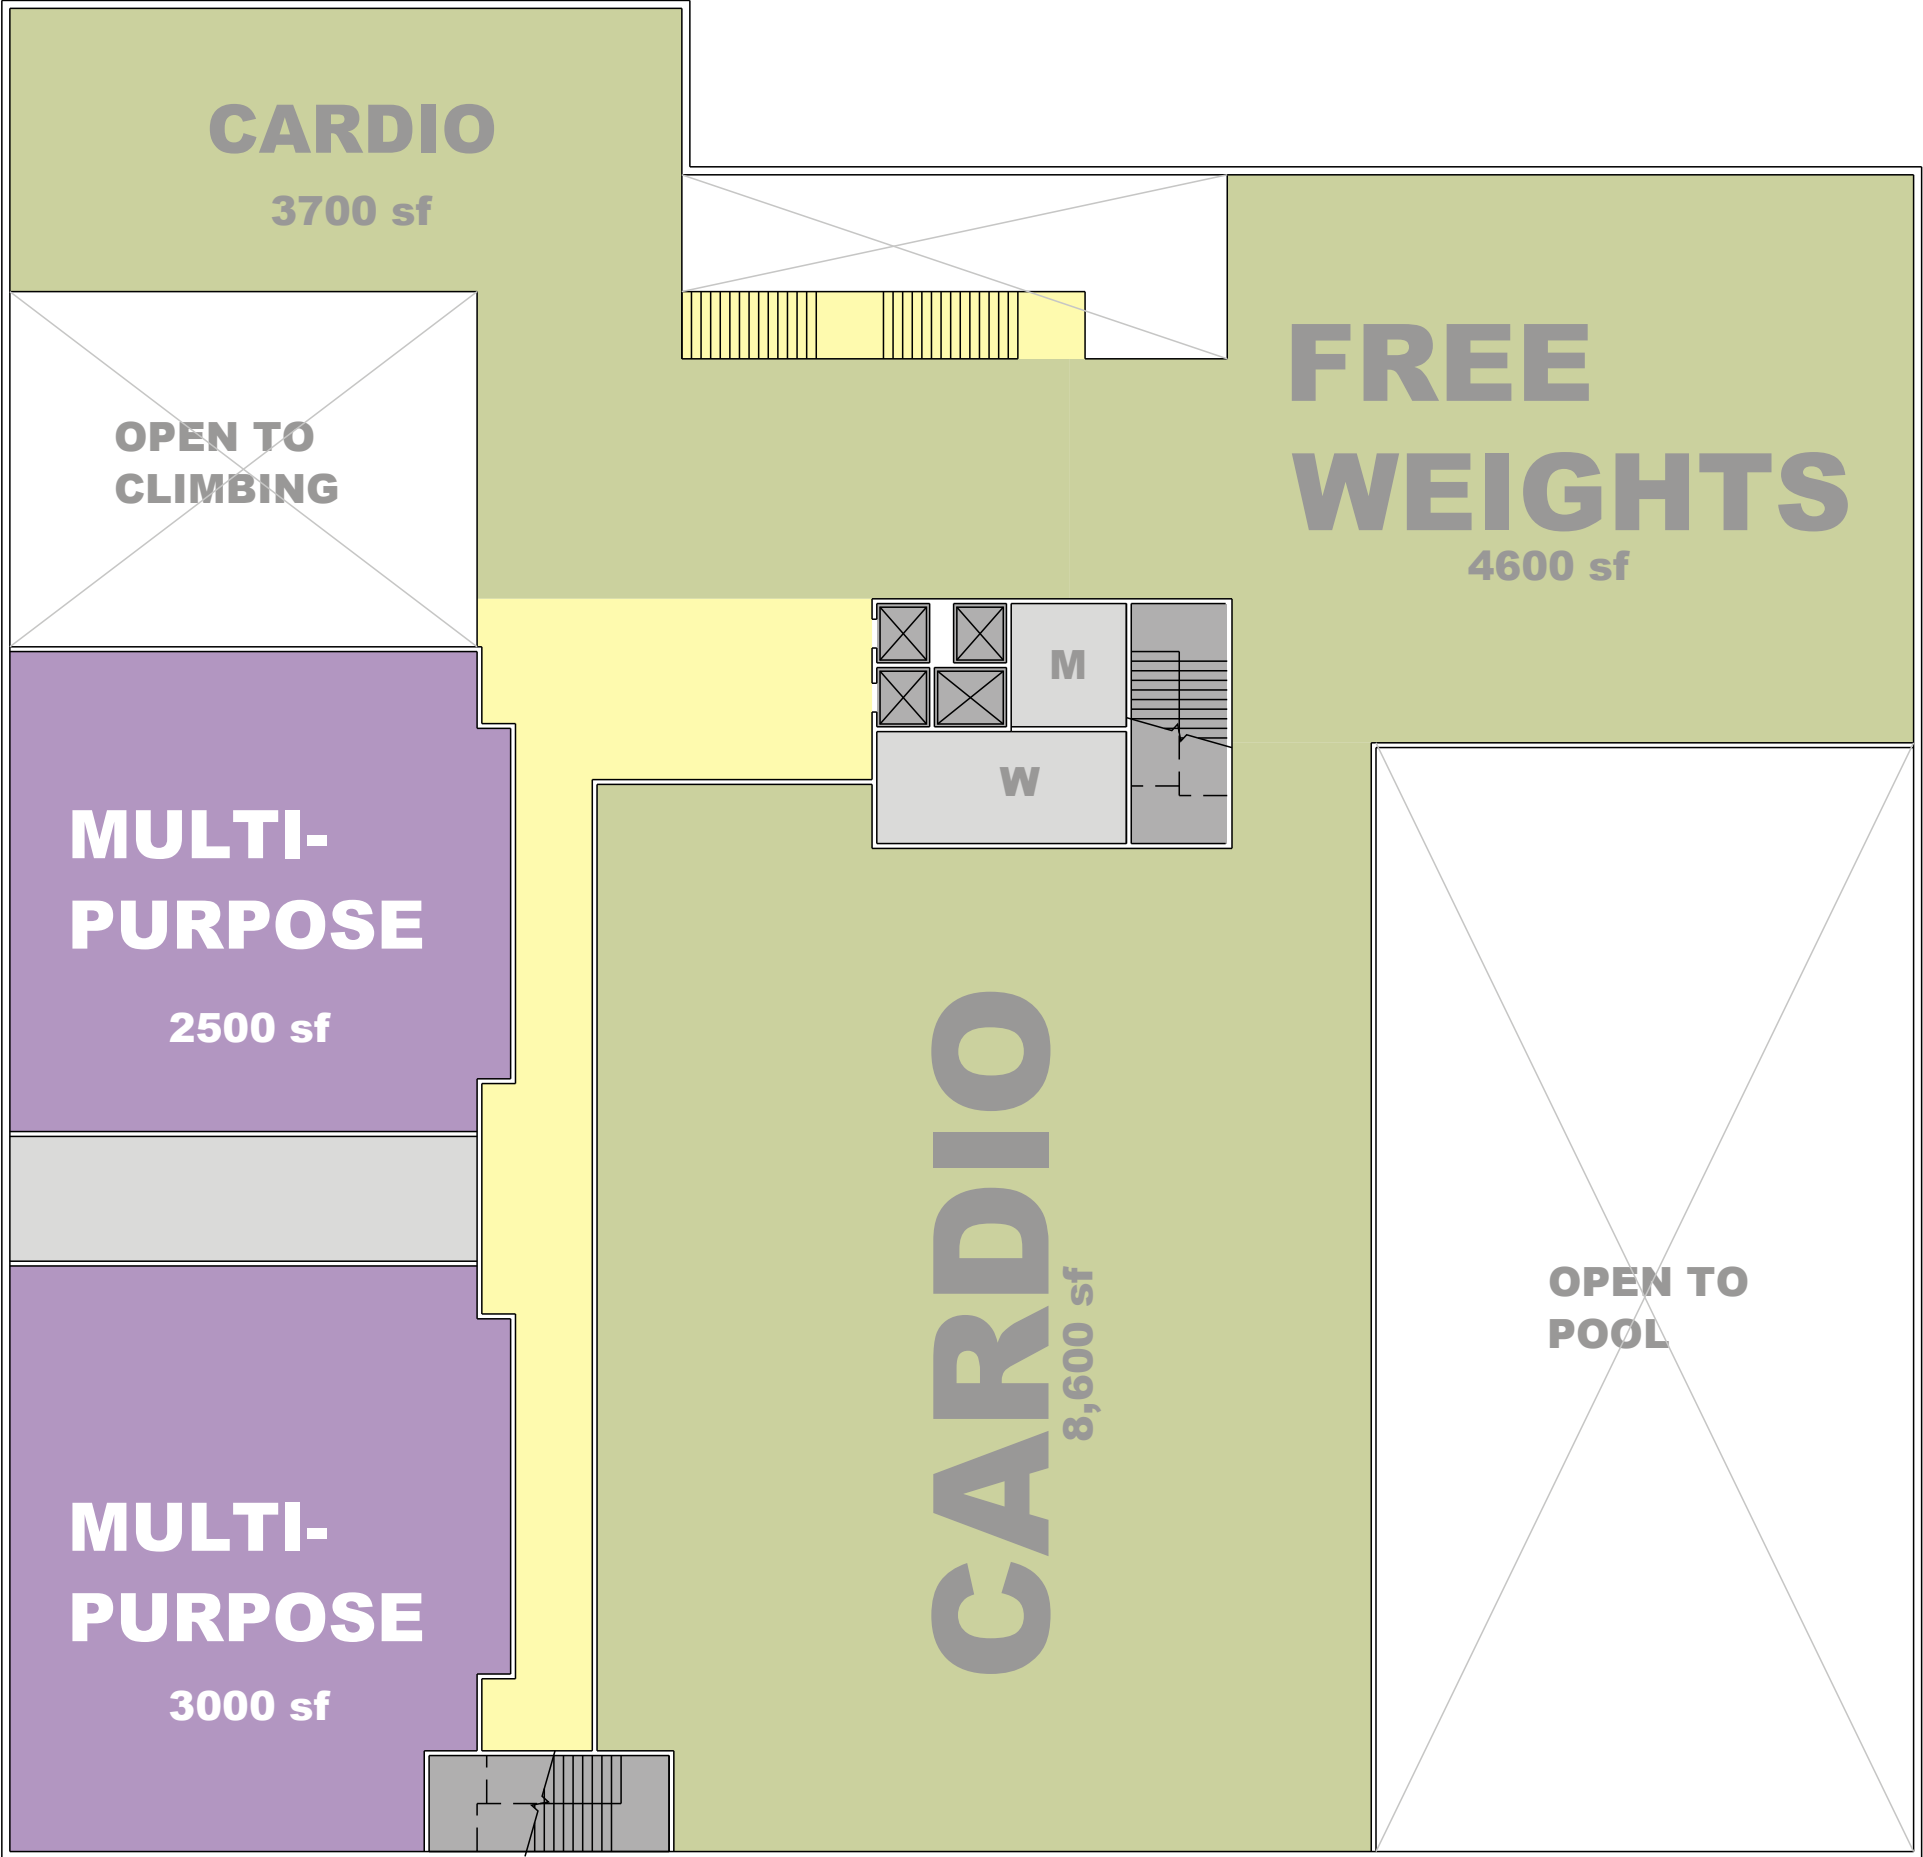 CARDIO
3700 sf
FREE
WEIGHTS
4600 sf
OPEN TO
CLIMBING
M
W
MULTI-
PURPOSE
2500 sf
CARDIO
8,600 sf
OPEN TO
POOL
MULTI-
PURPOSE
3000 sf